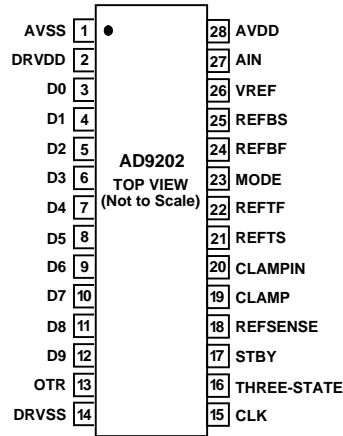 AVSS 1
DRVDD 2
D0 3
D1 4
D2 5
D3 6
D4 7
D5 8
D6 9
D7 10
D8 11
D9 12
OTR 13
DRVSS 14
AD9202
TOP VIEW
(Not to Scale)
28 AVDD
27 AIN
26 VREF
25 REFBS
24 REFBF
23 MODE
22 REFTF
21 REFTS
20 CLAMPIN
19 CLAMP
18 REFSENSE
17 STBY
16 THREE-STATE
15 CLK